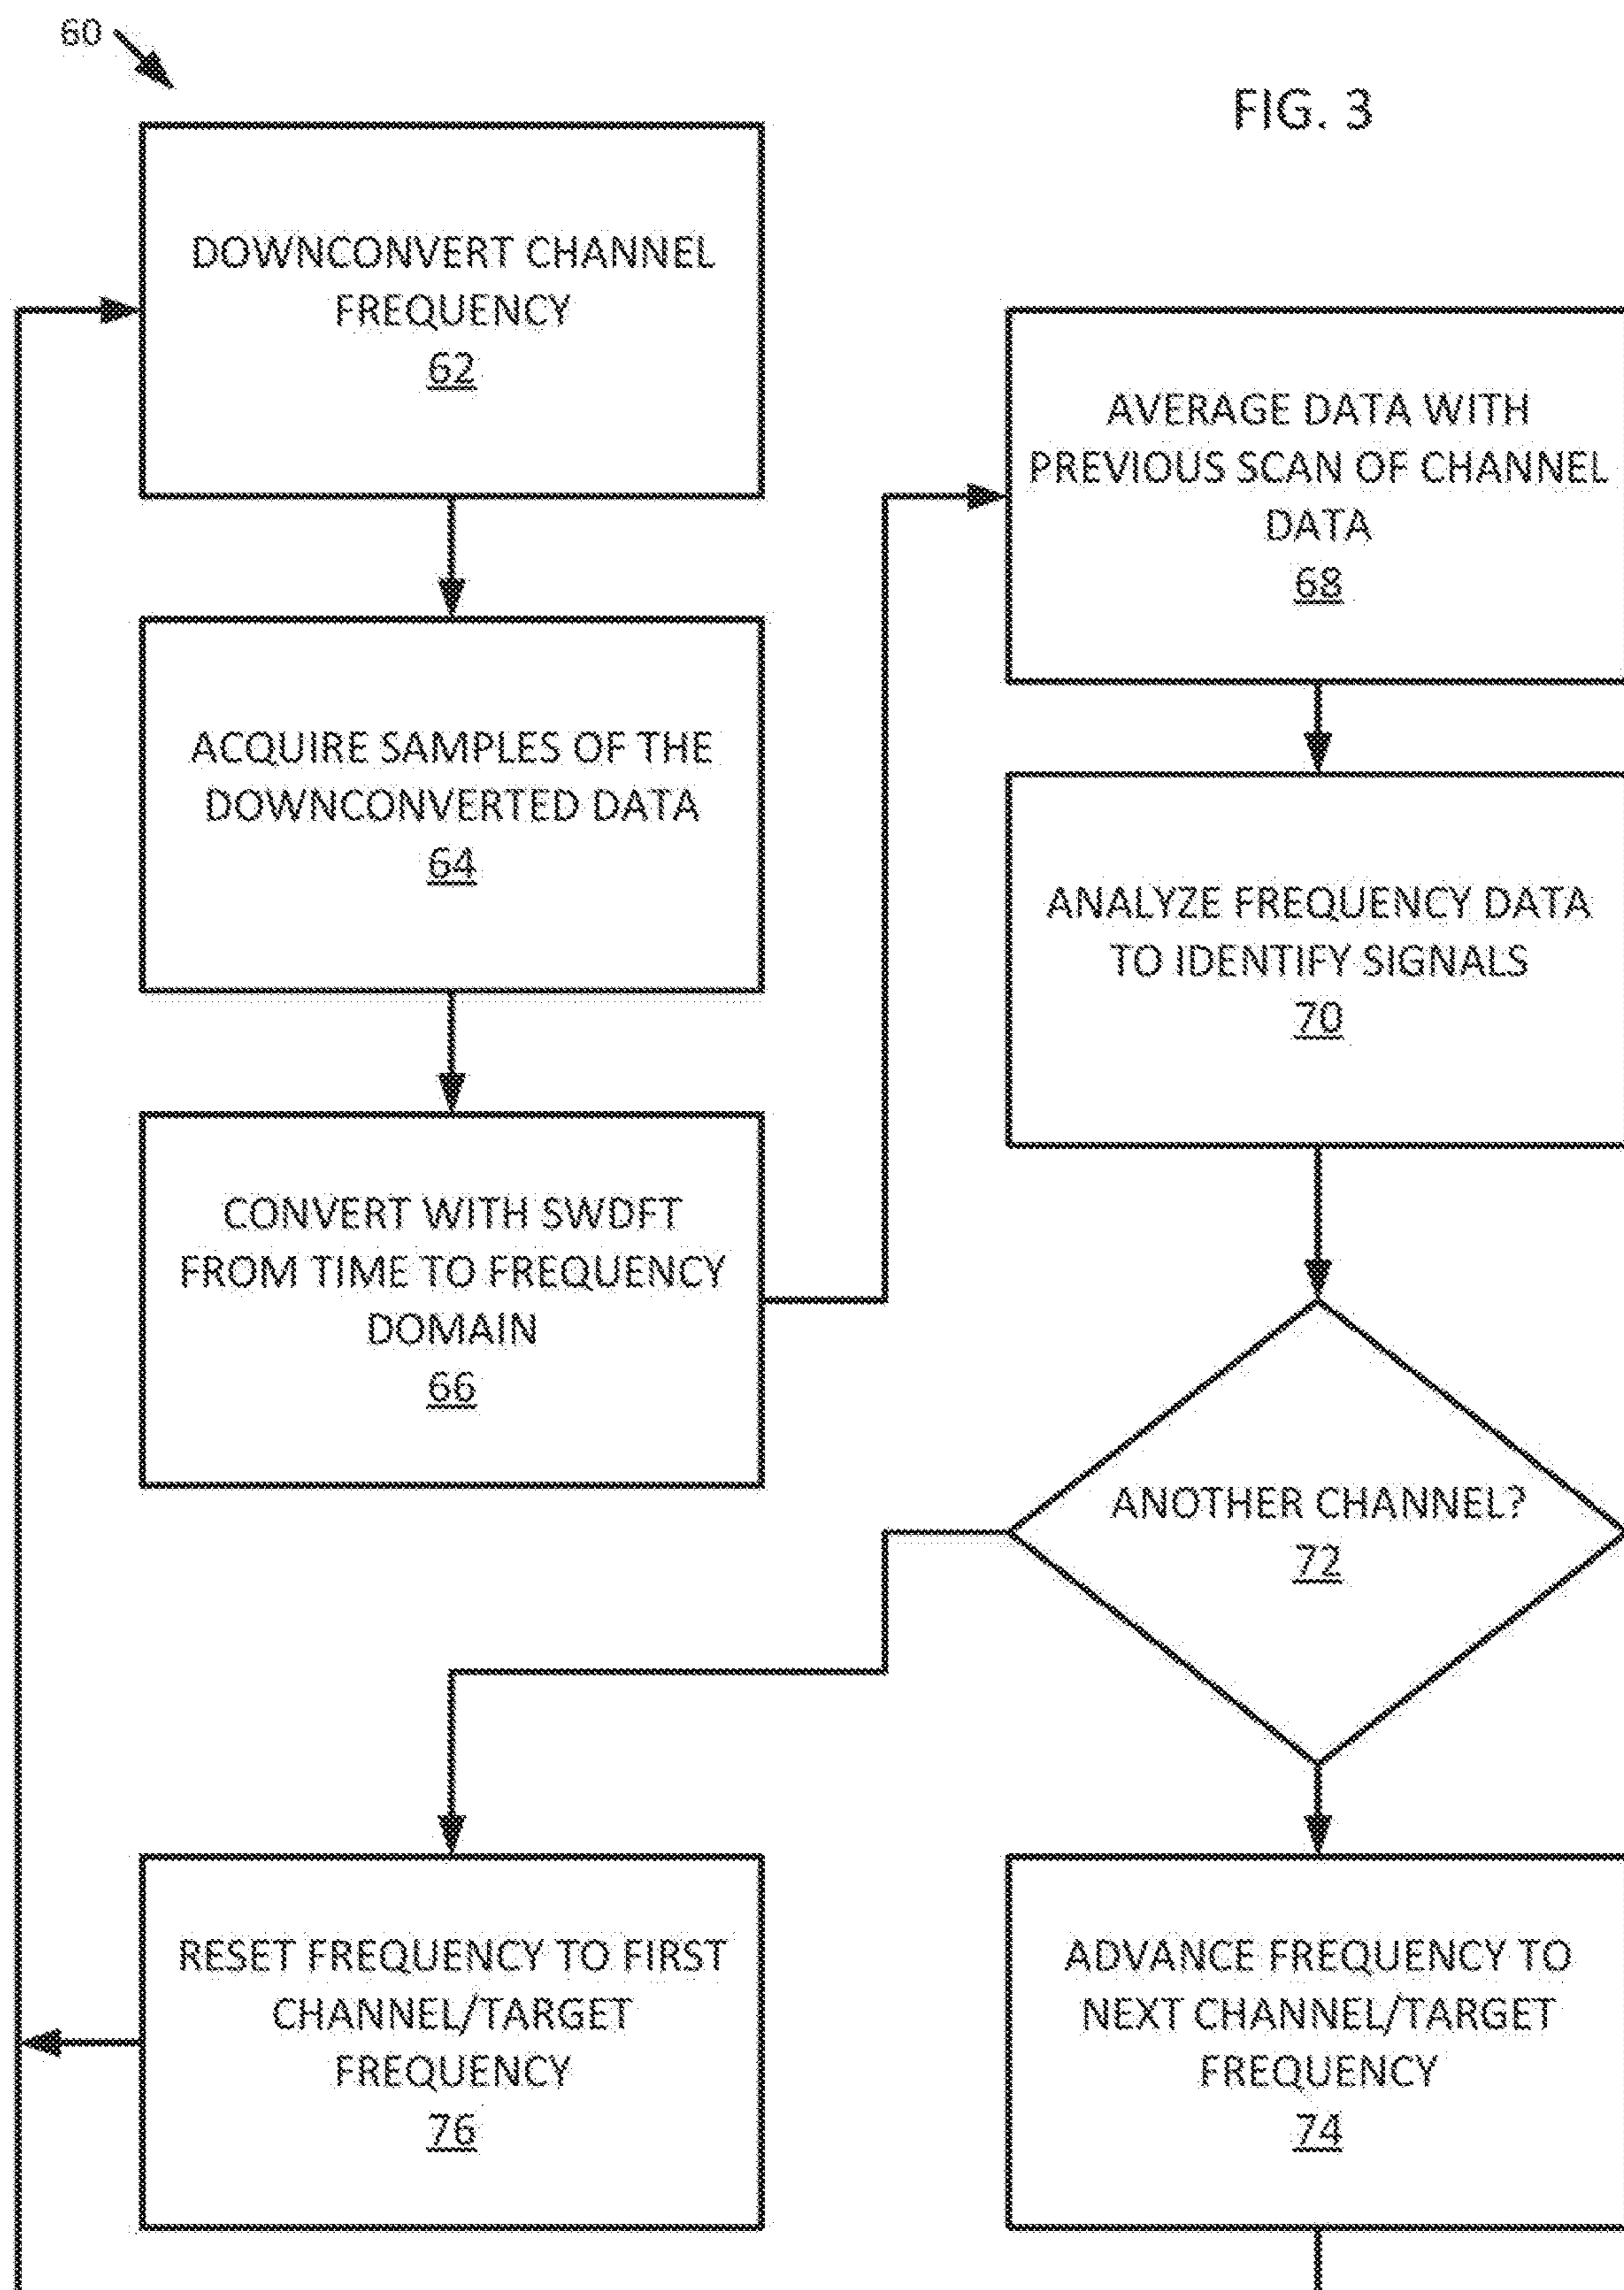 60
FIG. 3
DOWNCONVERT CHANNEL
FREQUENCY
62
ACQUIRE SAMPLES OF THE
DOWNCONVERTED DATA
64
CONVERT WITH SWDFT
FROM TIME TO FREQUENCY
DOMAIN
66
AVERAGE DATA WITH
PREVIOUS SCAN OF CHANNEL
DATA
68
ANALYZE FREQUENCY DATA
TO IDENTIFY SIGNALS
70
ANOTHER CHANNEL?
72
ADVANCE FREQUENCY TO
NEXT CHANNEL/TARGET
FREQUENCY
74
RESET FREQUENCY TO FIRST
CHANNEL/TARGET
FREQUENCY
76